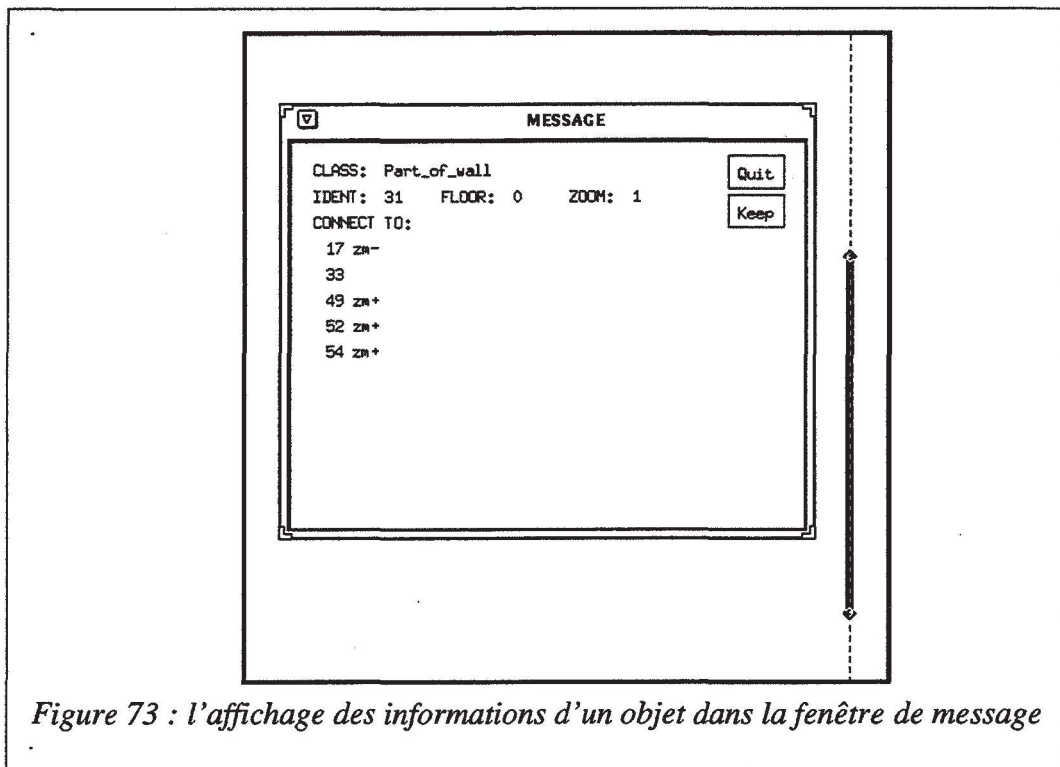 MESSAGE
CLASS: Part_of_wall
Quit
IDENT: 31 FLOOR: 0 ZOOM: 1
Keep
CONNECT TO:
17 zm-
33
49 zm+
52 zm+
54 zm+
Figure 73 : l'affichage des informations d'un objet dans la fenêtre de message